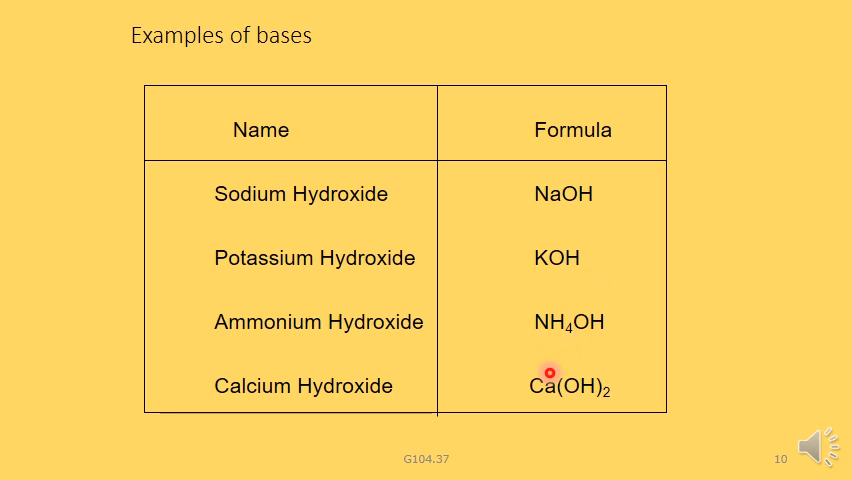 Examples of bases
Name Formula
Sodium Hydroxide NaOH
Potassium Hydroxide KOH
Ammonium Hydroxide NH₄OH
Calcium Hydroxide Ca(OH)₂
G104.37 10